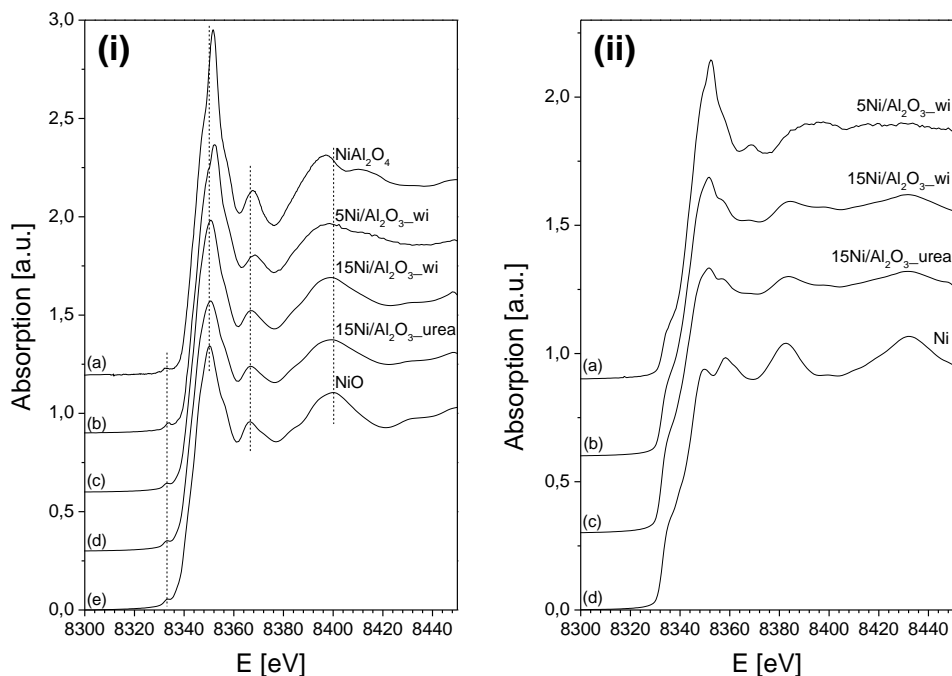 (i)
3,0
2,5
2,0
1,5
1,0
0,5
0,0
Absorption [a.u.]
NiAl2O4
5Ni/Al2O3_wi
15Ni/Al2O3_wi
15Ni/Al2O3_urea
NiO
(a)
(b)
(c)
(d)
(e)
8300 8320 8340 8360 8380 8400 8420 8440
E [eV]
(ii)
2,0
1,5
1,0
0,5
0,0
Absorption [a.u.]
5Ni/Al2O3_wi
15Ni/Al2O3_wi
15Ni/Al2O3_urea
Ni
(a)
(b)
(c)
(d)
8300 8320 8340 8360 8380 8400 8420 8440
E [eV]